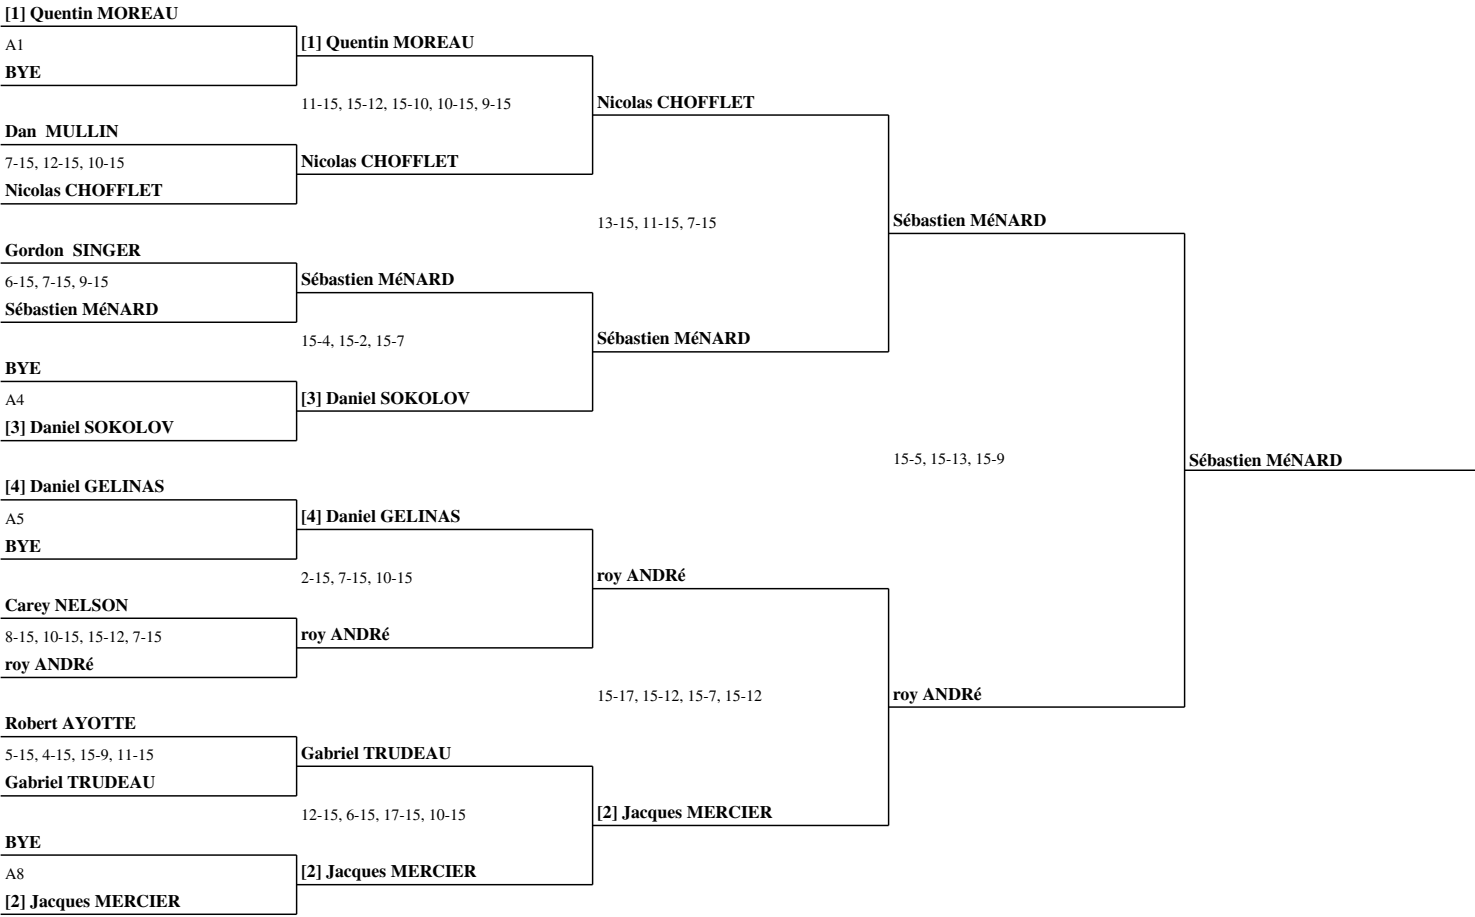 [1] Quentin MOREAU
A1
BYE
Dan  MULLIN
7-15, 12-15, 10-15
Nicolas CHOFFLET
Gordon  SINGER
6-15, 7-15, 9-15
Sébastien MéNARD
BYE
A4
[3] Daniel SOKOLOV
[4] Daniel GELINAS
A5
BYE
Carey NELSON
8-15, 10-15, 15-12, 7-15
roy ANDRé
Robert AYOTTE
5-15, 4-15, 15-9, 11-15
Gabriel TRUDEAU
BYE
A8
[2] Jacques MERCIER
[1] Quentin MOREAU
11-15, 15-12, 15-10, 10-15, 9-15
Nicolas CHOFFLET
Sébastien MéNARD
15-4, 15-2, 15-7
[3] Daniel SOKOLOV
[4] Daniel GELINAS
2-15, 7-15, 10-15
roy ANDRé
Gabriel TRUDEAU
12-15, 6-15, 17-15, 10-15
[2] Jacques MERCIER
Nicolas CHOFFLET
13-15, 11-15, 7-15
Sébastien MéNARD
roy ANDRé
15-17, 15-12, 15-7, 15-12
[2] Jacques MERCIER
Sébastien MéNARD
15-5, 15-13, 15-9
roy ANDRé
Sébastien MéNARD